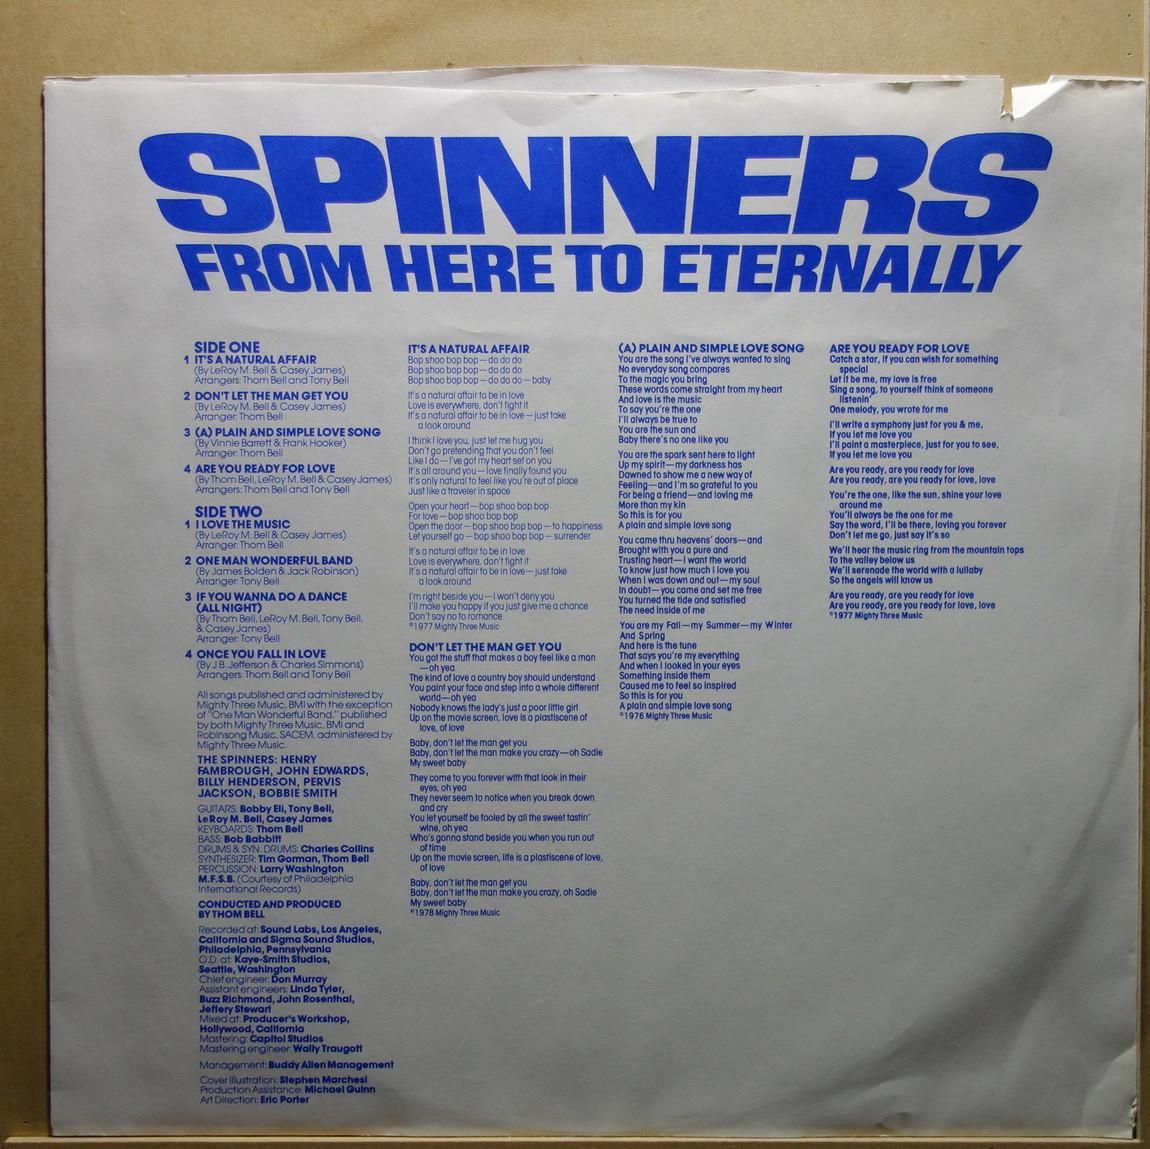 SPINNERS
FROM HERE TO ETERNALLY
SIDE ONE
1 IT'S A NATURAL AFFAIR
(By LeRoy M. Bell & Casey James)
Arrangers: Thom Bell and Tony Bell
2 DON'T LET THE MAN GET YOU
(By LeRoy M. Bell & Casey James)
Arranger: Thom Bell
3 (A) PLAIN AND SIMPLE LOVE SONG
(By Vinnie Barrett & Frank Hooker)
Arranger: Thom Bell
4 ARE YOU READY FOR LOVE
(By Thom Bell, LeRoy M. Bell & Casey James)
Arrangers: Thom Bell and Tony Bell
SIDE TWO
1 I LOVE THE MUSIC
(By LeRoy M. Bell & Casey James)
Arranger: Thom Bell
2 ONE MAN WONDERFUL BAND
(By James Bolden & Jack Robinson)
Arranger: Tony Bell
3 IF YOU WANNA DO A DANCE
(ALL NIGHT)
(By Thom Bell, LeRoy M. Bell, Tony Bell,
& Casey James)
Arranger: Tony Bell
4 ONCE YOU FALL IN LOVE
(By J.B. Jefferson & Charles Simmons)
Arrangers: Thom Bell and Tony Bell
All songs published and administered by
Mighty Three Music, BMI with the exception
of "One Man Wonderful Band," published
by both Mighty Three Music, BMI and
Robinsong Music, SACEM, administered by
Mighty Three Music.
THE SPINNERS: HENRY
FAMBROUGH, JOHN EDWARDS,
BILLY HENDERSON, PERVIS
JACKSON, BOBBIE SMITH
GUITARS: Bobby Eli, Tony Bell,
LeRoy M. Bell, Casey James
KEYBOARDS: Thom Bell
BASS: Bob Babbitt
DRUMS & SYN. DRUMS: Charles Collins
SYNTHESIZER: Tim Gorman, Thom Bell
PERCUSSION: Larry Washington
M.F.S.B. (Courtesy of Philadelphia
International Records)
CONDUCTED AND PRODUCED
BY THOM BELL
Recorded at: Sound Labs, Los Angeles,
California and Sigma Sound Studios,
Philadelphia, Pennsylvania
O.D. at: Kaye-Smith Studios,
Seattle, Washington
Chief engineer: Don Murray
Assistant engineers: Linda Tyler,
Buzz Richmond, John Rosenthal,
Jeffery Stewart
Mixed at: Producer's Workshop,
Hollywood, California
Mastering: Capitol Studios
Mastering engineer: Wally Traugott
Management: Buddy Allen Management
Cover Illustration: Stephen Marchesi
Production Assistance: Michael Guinn
Art Direction: Eric Porter
IT'S A NATURAL AFFAIR
Bop shoo bop bop—do do do
Bop shoo bop bop—do do do
Bop shoo bop bop—do do do—baby
It's a natural affair to be in love
Love is everywhere, don't fight it
It's a natural affair to be in love—just take
a look around
I think I love you, just let me hug you
Don't go pretending that you don't feel
Like I do—I've got my heart set on you
It's all around you—love finally found you
It's only natural to feel like you're out of place
Just like a traveler in space
Open your heart—bop shoo bop bop
For love—bop shoo bop bop
Open the door—bop shoo bop bop—to happiness
Let yourself go—bop shoo bop bop—surrender
It's a natural affair to be in love
Love is everywhere, don't fight it
It's a natural affair to be in love—just take
a look around
I'm right beside you—I won't deny you
I'll make you happy if you just give me a chance
Don't say no to romance
©1977 Mighty Three Music
DON'T LET THE MAN GET YOU
You got the stuff that makes a boy feel like a man
—oh yea
The kind of love a country boy should understand
You paint your face and step into a whole different
world—oh yea
Nobody knows the lady's just a poor little girl
Up on the movie screen, love is a plastiscene of
love, of love
Baby, don't let the man get you
Baby, don't let the man make you crazy—oh Sadie
My sweet baby
They come to you forever with that look in their
eyes, oh yea
They never seem to notice when you break down
and cry
You let yourself be fooled by all the sweet tastin'
wine, oh yea
Who's gonna stand beside you when you run out
of time
Up on the movie screen, life is a plastiscene of love,
of love
Baby, don't let the man get you
Baby, don't let the man make you crazy, oh Sadie
My sweet baby
©1978 Mighty Three Music
(A) PLAIN AND SIMPLE LOVE SONG
You are the song I've always wanted to sing
No everyday song compares
To the magic you bring
These words come straight from my heart
And love is the music
To say you're the one
I'll always be true to
You are the sun and
Baby there's no one like you
You are the spark sent here to light
Up my spirit—my darkness has
Dawned to show me a new way of
Feeling—and I'm so grateful to you
For being a friend—and loving me
More than my kin
So this is for you
A plain and simple love song
You came thru heavens' doors—and
Brought with you a pure and
Trusting heart—I want the world
To know just how much I love you
When I was down and out—my soul
In doubt—you came and set me free
You turned the tide and satisfied
The need inside of me
You are my Fall—my Summer—my Winter
And Spring
And here is the tune
That says you're my everything
And when I looked in your eyes
Something inside them
Caused me to feel so inspired
So this is for you
A plain and simple love song
©1976 Mighty Three Music
ARE YOU READY FOR LOVE
Catch a star, if you can wish for something
special
Let it be me, my love is free
Sing a song, to yourself think of someone
listenin'
One melody, you wrote for me
I'll write a symphony just for you & me,
If you let me love you
I'll paint a masterpiece, just for you to see,
If you let me love you
Are you ready, are you ready for love
Are you ready, are you ready for love, love
You're the one, like the sun, shine your love
around me
You'll always be the one for me
Say the word, I'll be there, loving you forever
Don't let me go, just say it's so
We'll hear the music ring from the mountain tops
To the valley below us
We'll serenade the world with a lullaby
So the angels will know us
Are you ready, are you ready for love
Are you ready, are you ready for love, love
©1977 Mighty Three Music